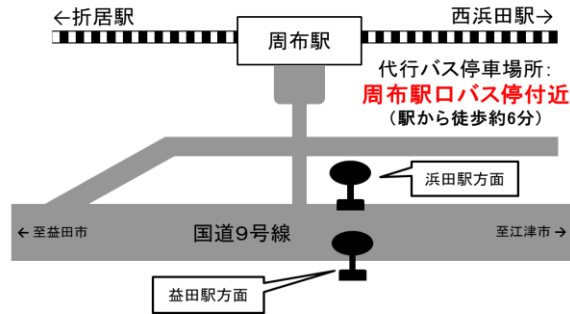 ←折居駅
西浜田駅→
周布駅
代行バス停車場所：
周布駅口バス停付近
（駅から徒歩約6分）
浜田駅方面
←至益田市
国道9号線
至江津市→
益田駅方面